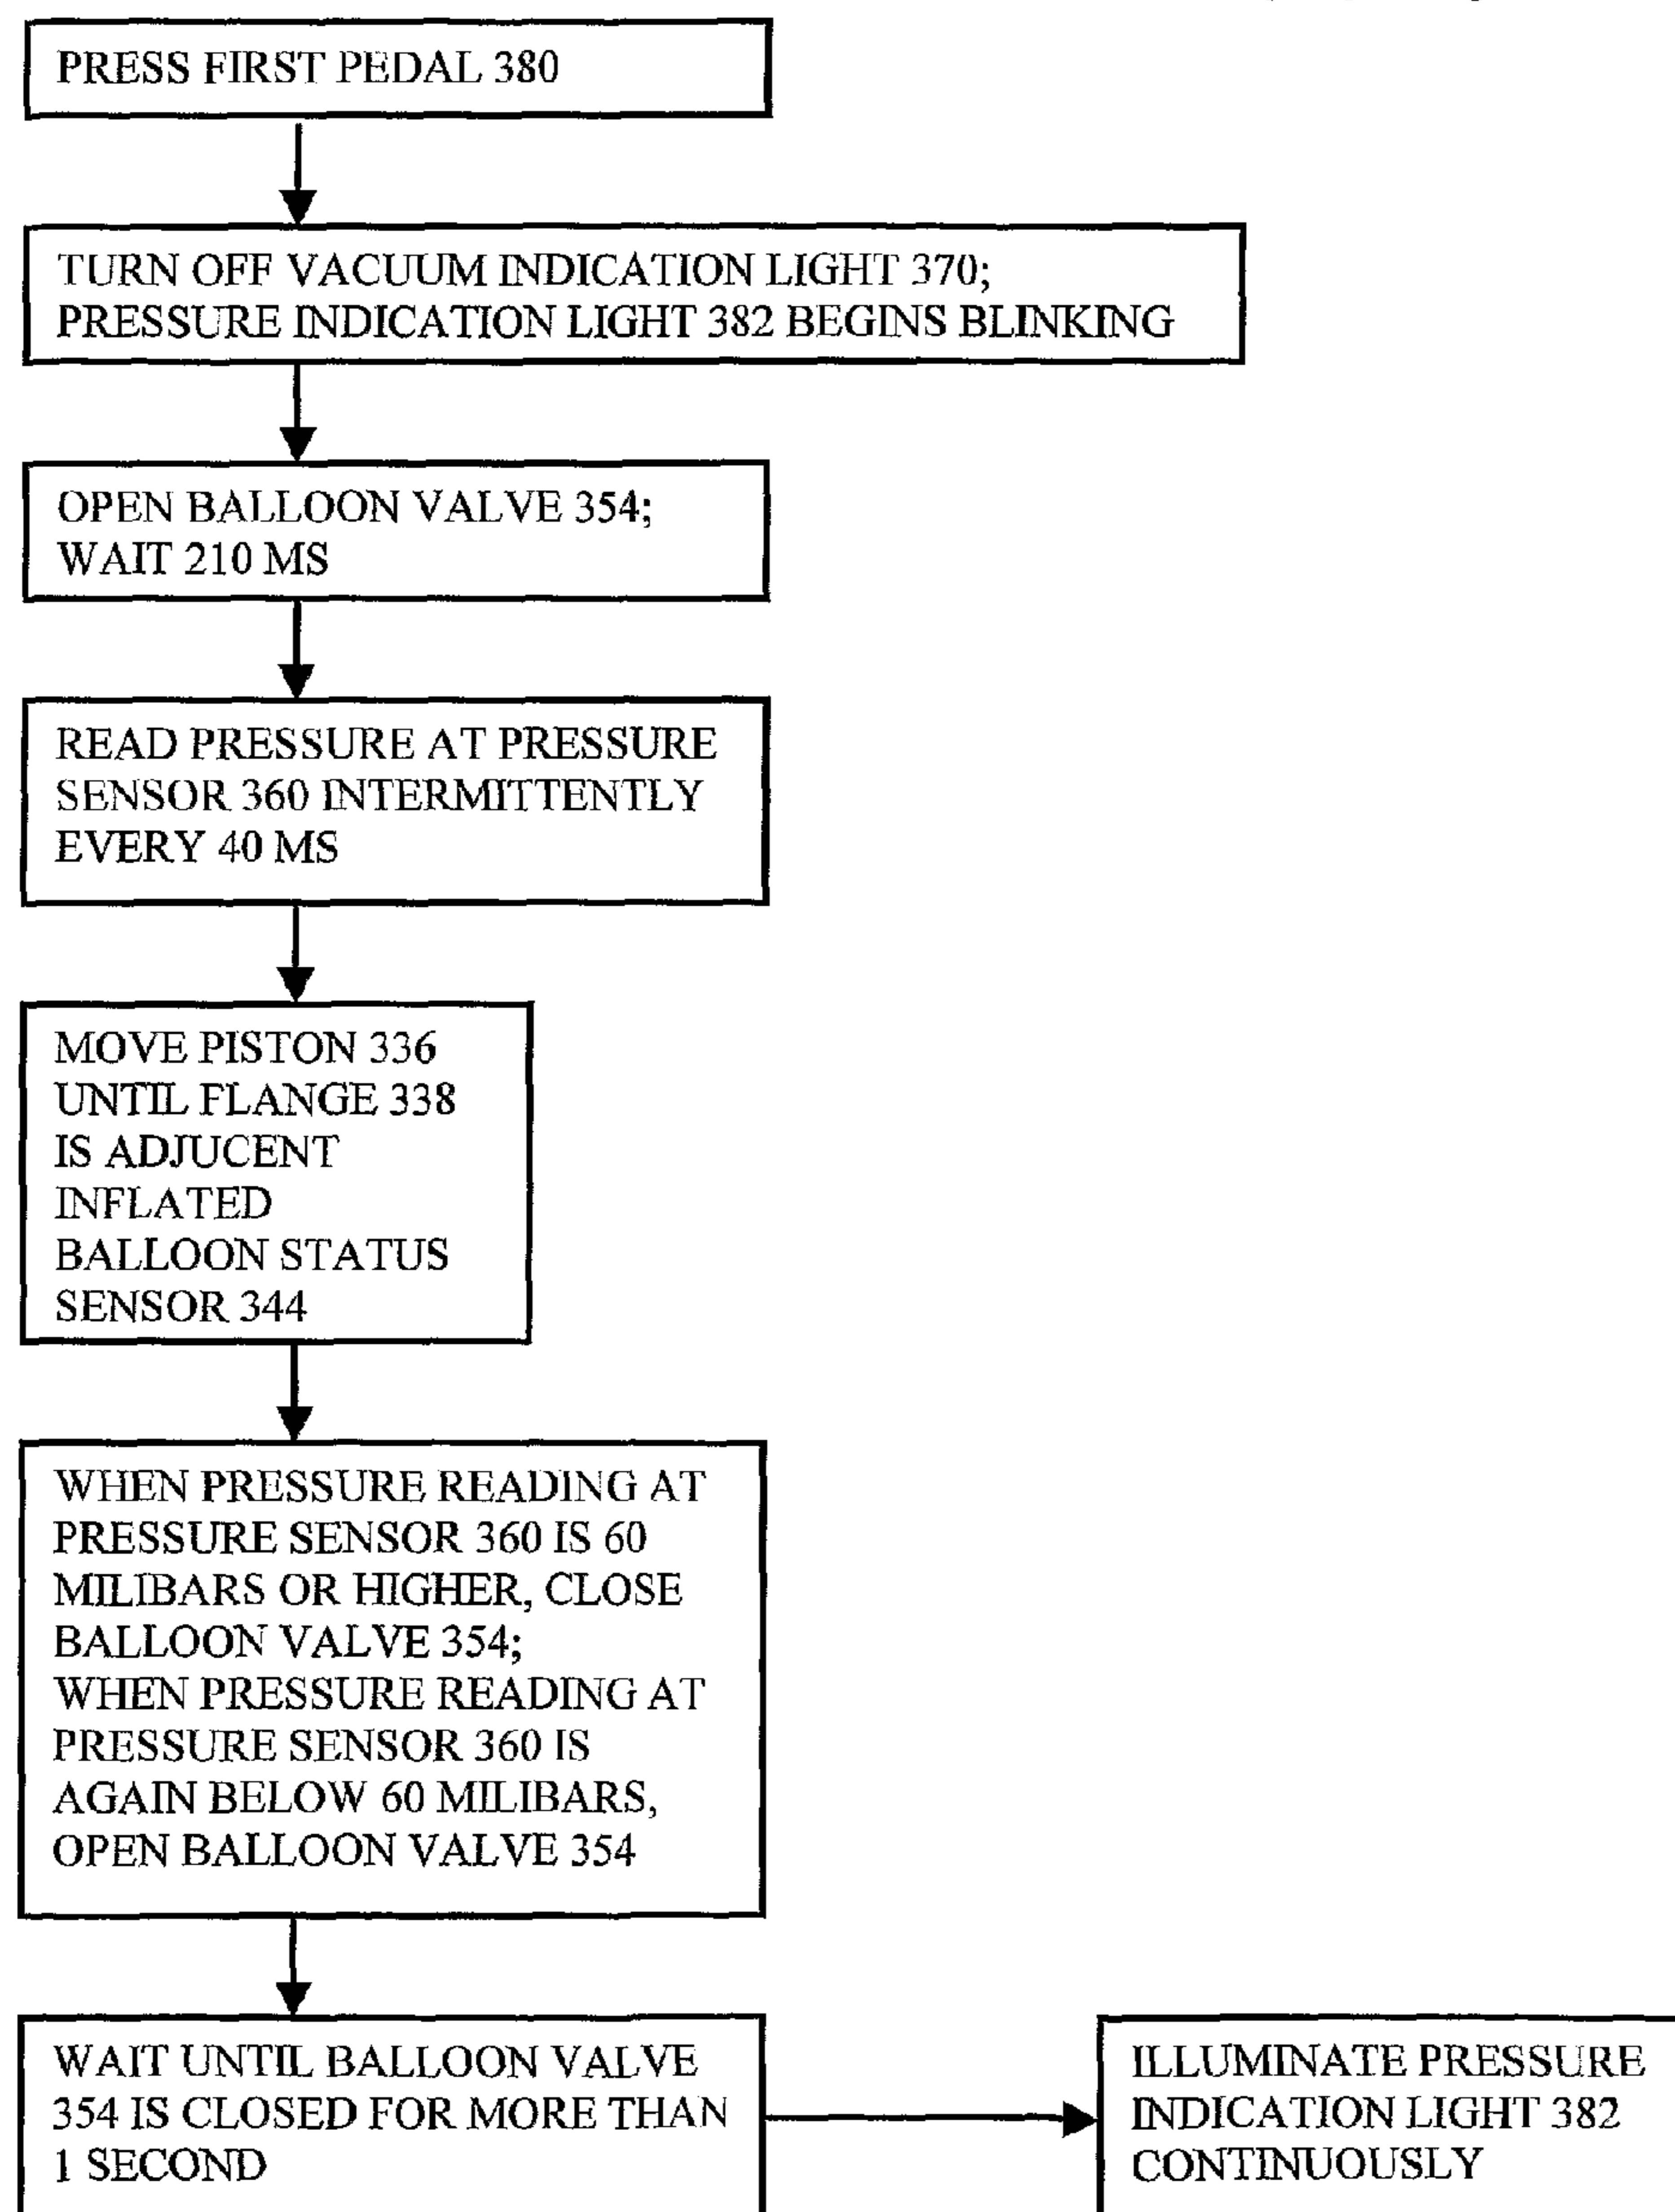 PRESS FIRST PEDAL 380
TURN OFF VACUUM INDICATION LIGHT 370;
PRESSURE INDICATION LIGHT 382 BEGINS BLINKING
OPEN BALLOON VALVE 354;
WAIT 210 MS
READ PRESSURE AT PRESSURE
SENSOR 360 INTERMITTENTLY
EVERY 40 MS
MOVE PISTON 336
UNTIL FLANGE 338
IS ADJUCENT
INFLATED
BALLOON STATUS
SENSOR 344
WHEN PRESSURE READING AT
PRESSURE SENSOR 360 IS 60
MILIBARS OR HIGHER, CLOSE
BALLOON VALVE 354;
WHEN PRESSURE READING AT
PRESSURE SENSOR 360 IS
AGAIN BELOW 60 MILIBARS,
OPEN BALLOON VALVE 354
WAIT UNTIL BALLOON VALVE
354 IS CLOSED FOR MORE THAN
1 SECOND
ILLUMINATE PRESSURE
INDICATION LIGHT 382
CONTINUOUSLY